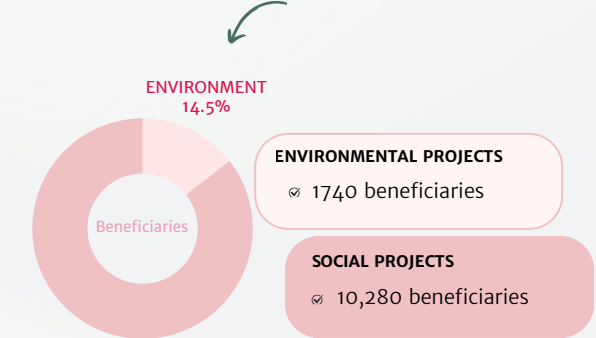 ENVIRONMENT
14.5%
ENVIRONMENTAL PROJECTS
1740 beneficiaries
Beneficiaries
SOCIAL PROJECTS
10,280 beneficiaries